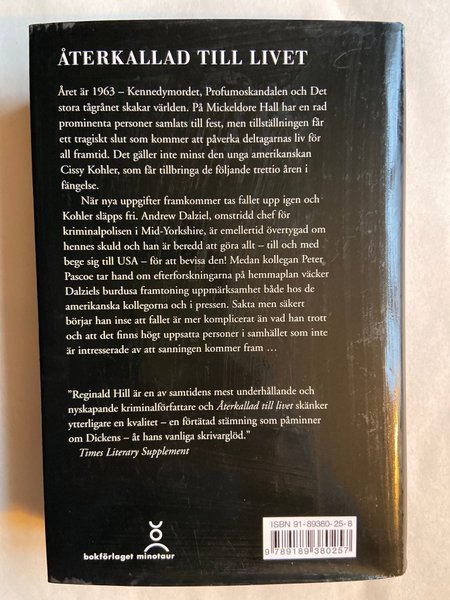 ÅTERKALLAD TILL LIVET
Året är 1963 – Kennedymordet, Profumoskandalen och Det
stora tågrånet skakar världen. På Mickeldore Hall har en rad
prominenta personer samlats till fest, men tillställningen får
ett tragiskt slut som kommer att påverka deltagarnas liv för
all framtid. Det gäller inte minst den unga amerikanskan
Cissy Kohler, som får tillbringa de följande trettio åren i
fängelse.
När nya uppgifter framkommer tas fallet upp igen och
Kohler släpps fri. Andrew Dalziel, omstridd chef för
kriminalpolisen i Mid-Yorkshire, är emellertid övertygad om
hennes skuld och han är beredd att göra allt – till och med
bege sig till USA – för att bevisa den! Medan kollegan Peter
Pascoe tar hand om efterforskningarna på hemmaplan väcker
Dalziels burdusa framtoning uppmärksamhet både hos de
amerikanska kollegorna och i pressen. Sakta men säkert
börjar han inse att fallet är mer komplicerat än vad han trott
och att det finns högt uppsatta personer i samhället som inte
är intresserade av att sanningen kommer fram …
"Reginald Hill är en av samtidens mest underhållande och
nyskapande kriminalförfattare och Återkallad till livet skänker
ytterligare en kvalitet – en förtätad stämning som påminner
om Dickens – åt hans vanliga skrivarglöd."
Times Literary Supplement
ISBN 91-89380-25-8
9789189380257
bokförlaget minotaur